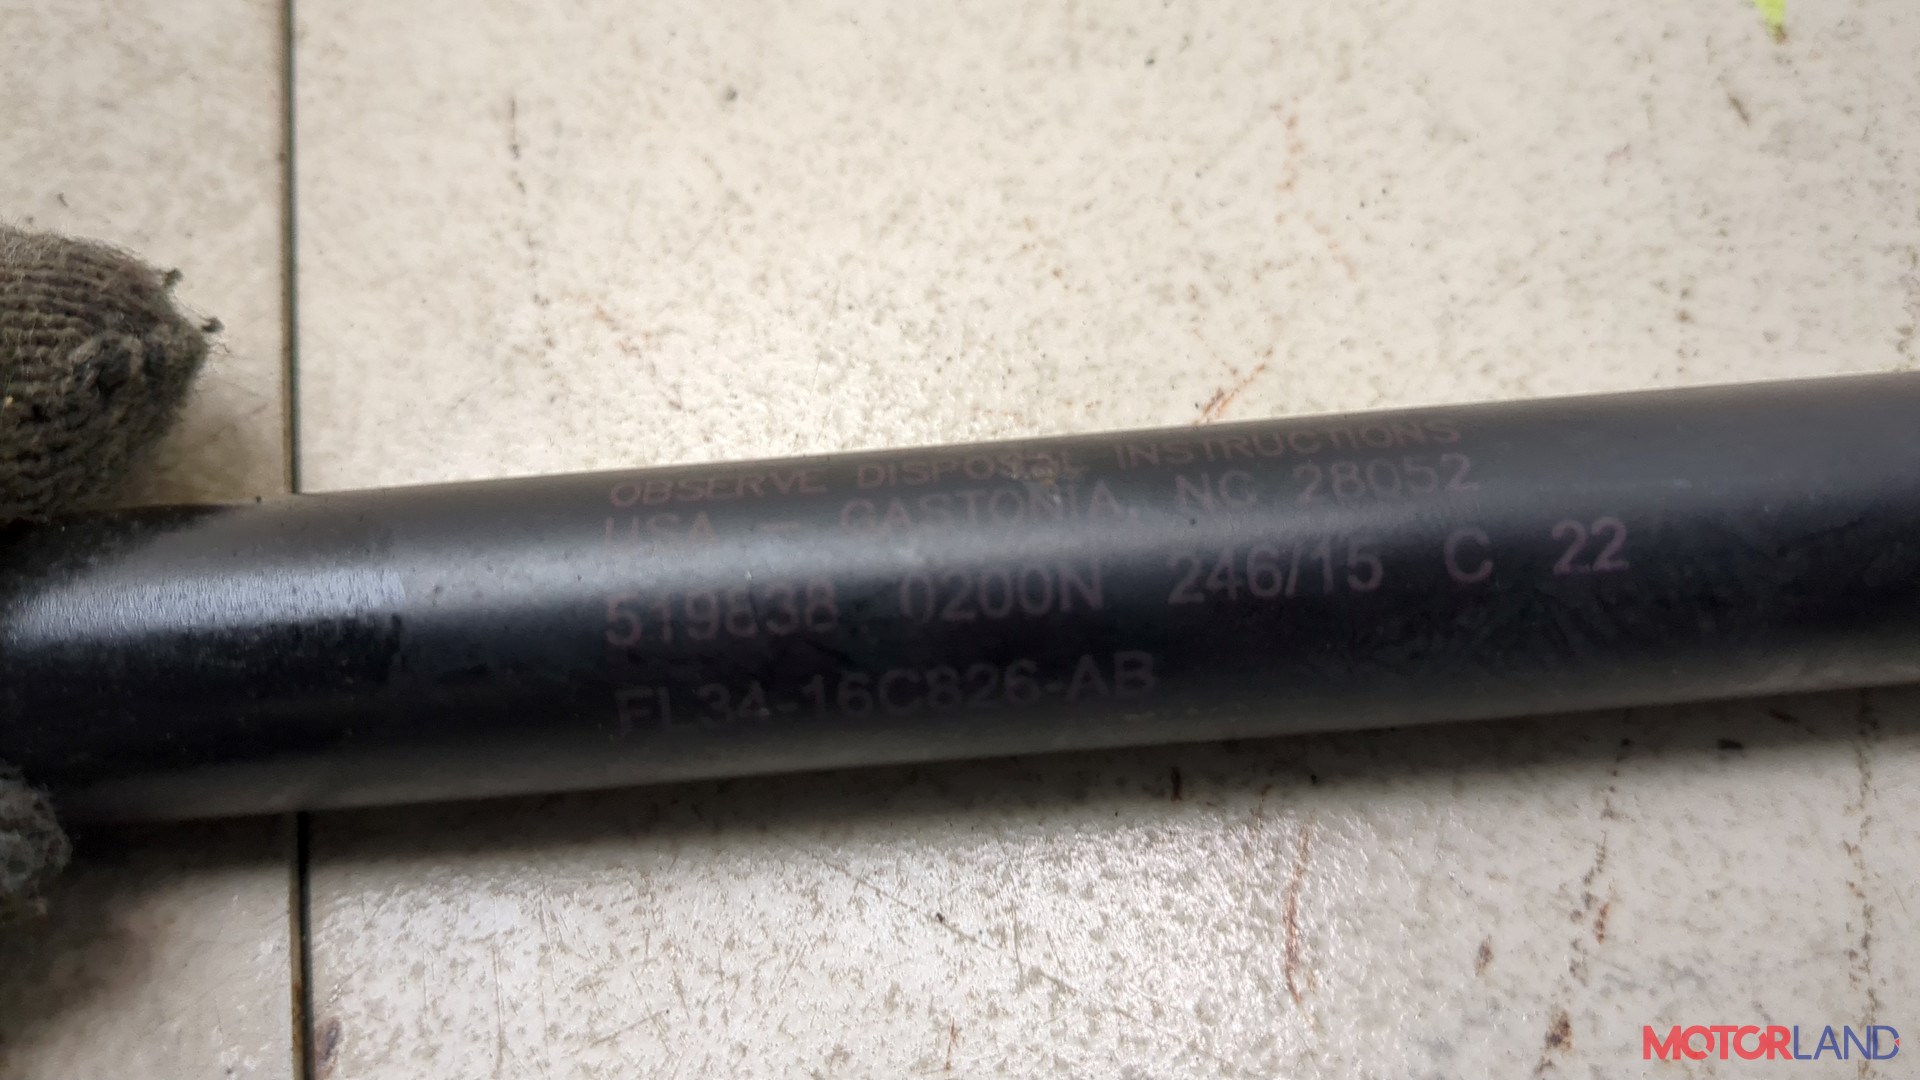 OBSERVE DISPOSAL INSTRUCTIONS
USA - GASTONIA, NC 28052
519838 0200N 246/15 C 22
FL34-16C826-AB
MOTORLAND